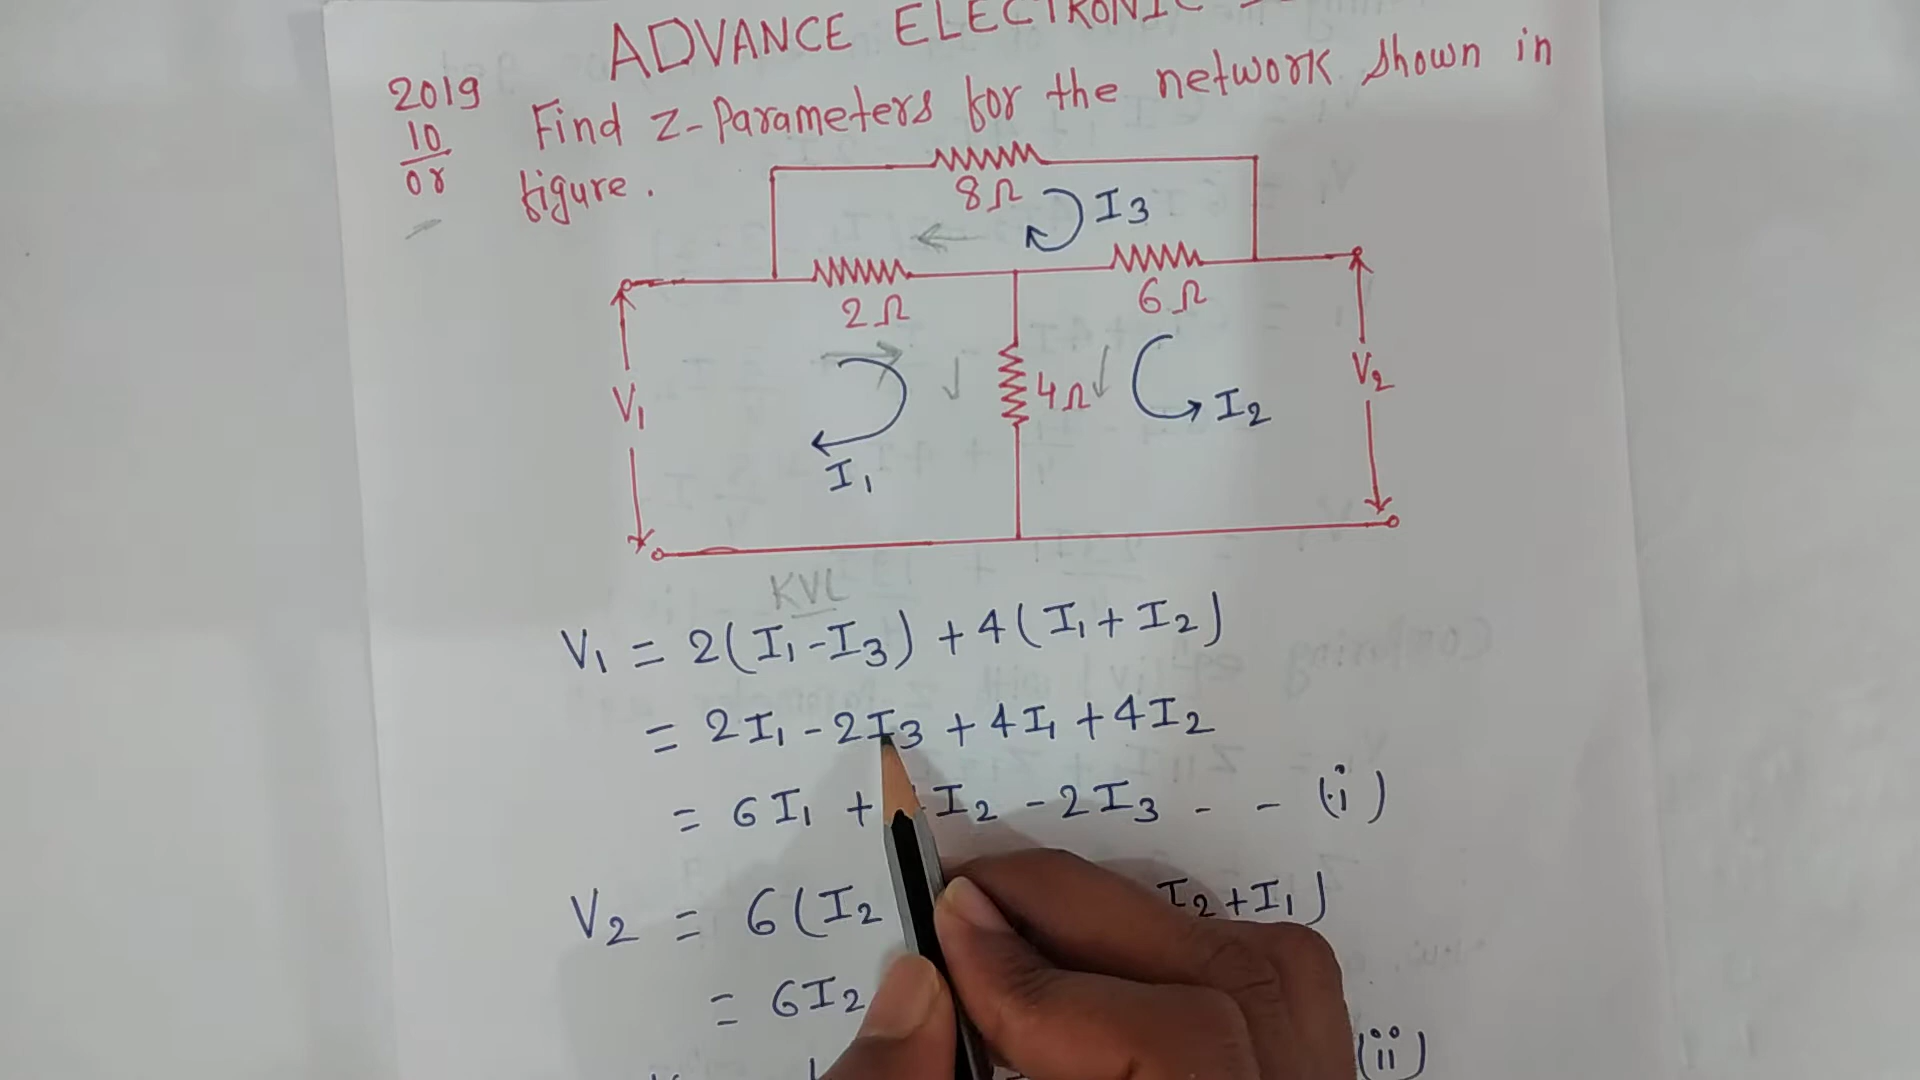 ADVANCE ELECTRONIC
2019
10
08
Find Z-Parameters for the network shown in
figure.
8Ω
I3
2Ω
6Ω
V1
4Ω
I2
V2
I1
KVL
V1 = 2(I1-I3) + 4(I1+I2)
= 2I1 - 2I3 + 4I1 + 4I2
= 6I1 + I2 - 2I3 - - (i)
V2 = 6(I2 I2+I1)
= 6I2
(ii)